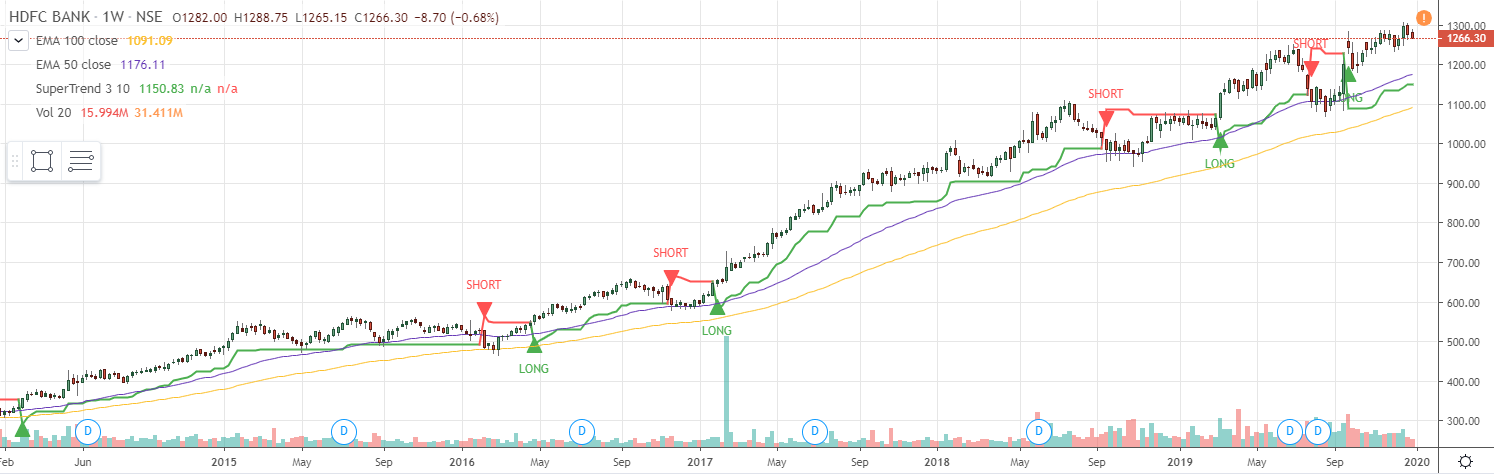 HDFC BANK · 1W · NSE O1282.00 H1288.75 L1265.15 C1266.30 −8.70 (−0.68%)
EMA 100 close 1091.09
EMA 50 close 1176.11
SuperTrend 3 10 1150.83 n/a n/a
Vol 20 15.994M 31.411M
!
1300.00
1266.30
1200.00
1100.00
1000.00
900.00
800.00
700.00
600.00
500.00
400.00
300.00
SHORT
SHORT
SHORT
SHORT
LONG
LONG
LONG
D
D
D
D
D
D
D
Sep
Jun
2015
May
Sep
2016
May
Sep
2017
May
Sep
2018
May
Sep
2019
May
Sep
2020